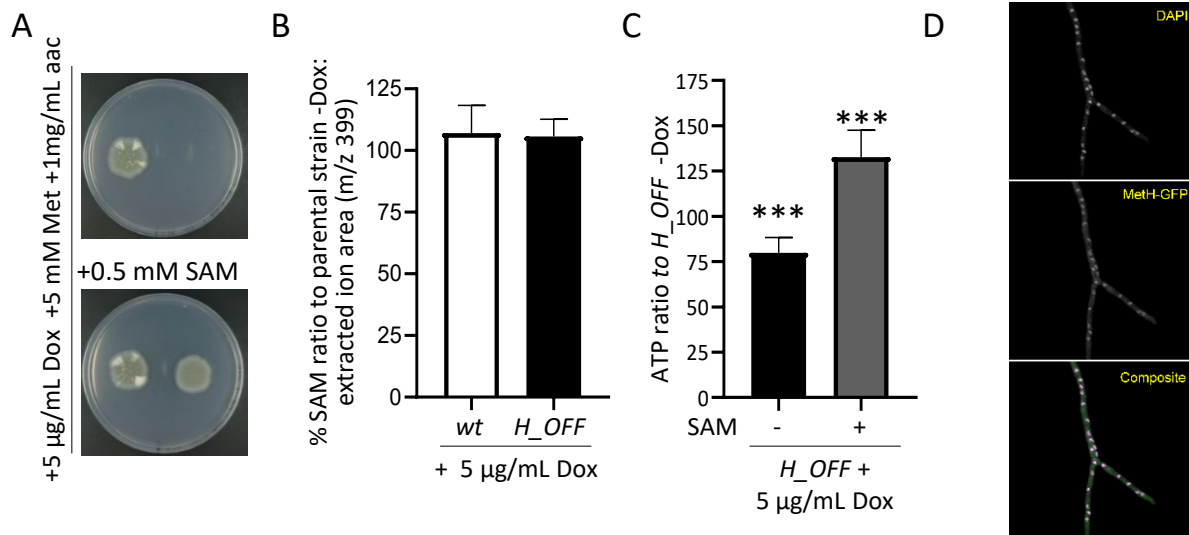 A
B
C
D
+5 µg/mL Dox +5 mM Met +1mg/mL aac
+0.5 mM SAM
% SAM ratio to parental strain -Dox:
extracted ion area (m/z 399)
125
100
75
50
25
0
wt H_OFF
+ 5 µg/mL Dox
ATP ratio to H_OFF -Dox
175
150
125
100
75
50
25
0
***
***
SAM - +
H_OFF +
5 µg/mL Dox
DAPI
MetH-GFP
Composite